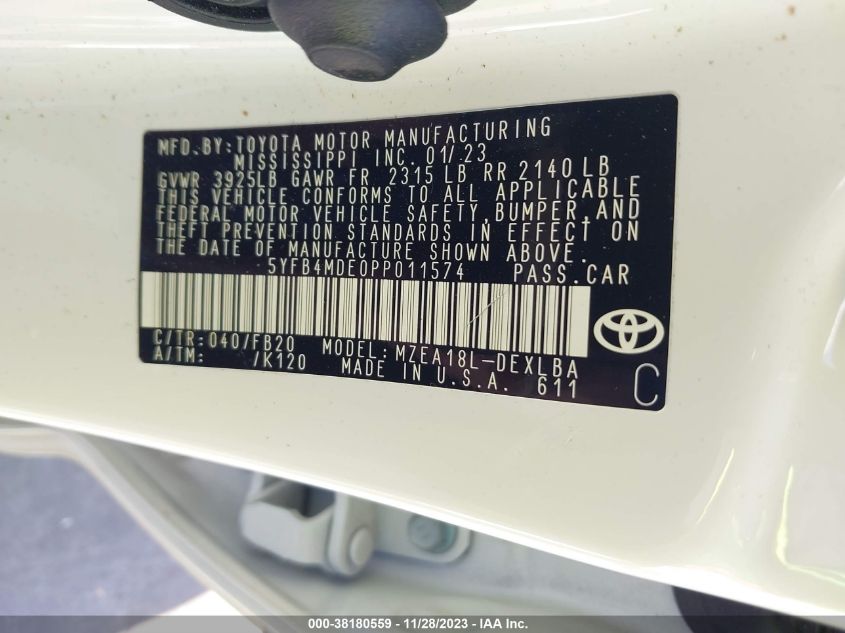 MFD.BY:TOYOTA MOTOR MANUFACTURING
MISSISSIPPI INC. 01/23
GVWR 3925LB GAWR FR 2315 LB RR 2140 LB
THIS VEHICLE CONFORMS TO ALL APPLICABLE
FEDERAL MOTOR VEHICLE SAFETY, BUMPER, AND
THEFT PREVENTION STANDARDS IN EFFECT ON
THE DATE OF MANUFACTURE SHOWN ABOVE.
5YFB4MDE0PP011574 PASS.CAR
C/TR:040/FB20 MODEL:MZEA18L-DEXLBA
A/TM: /K120 MADE IN U.S.A. 611 C
000-38180559 - 11/28/2023 - IAAI Inc.